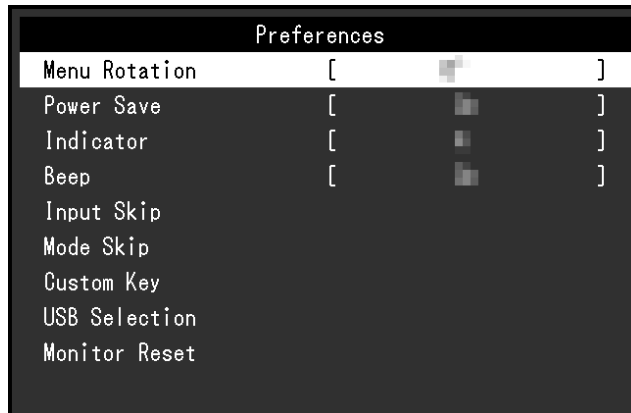 Preferences
Menu Rotation [ ]
Power Save [ ]
Indicator [ ]
Beep [ ]
Input Skip
Mode Skip
Custom Key
USB Selection
Monitor Reset